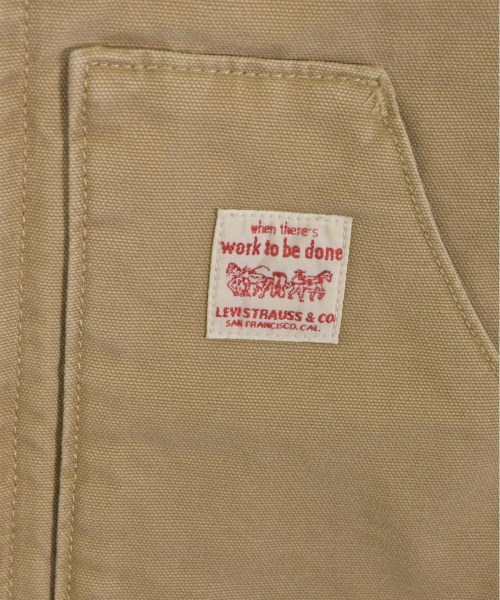 when there's
work to be done
LEVI STRAUSS & CO.
SAN FRANCISCO, CAL.